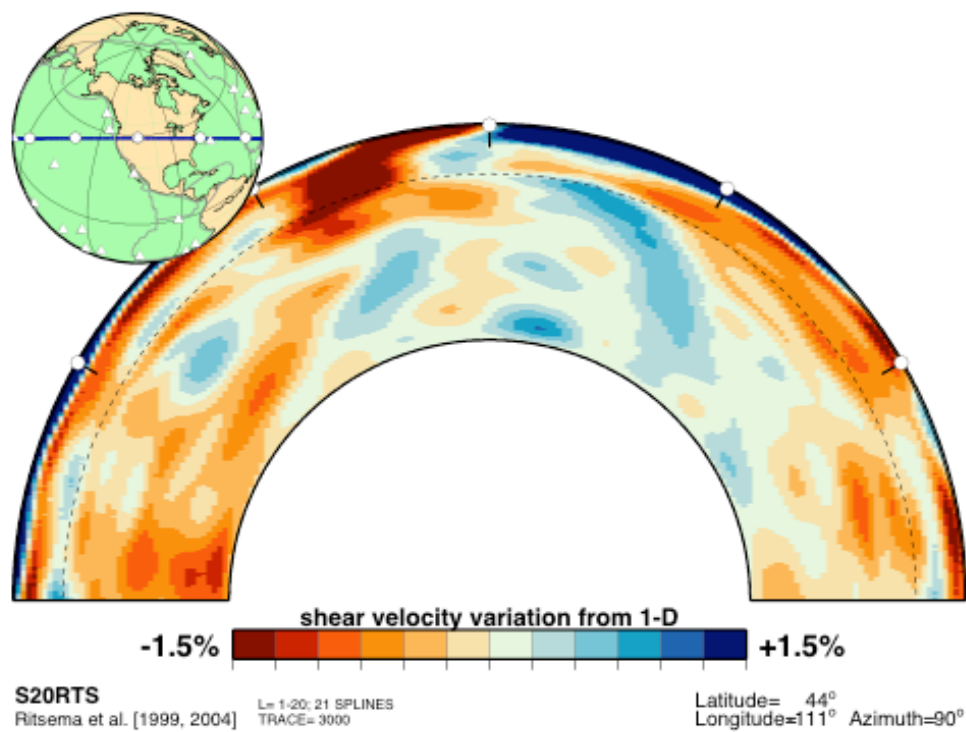 shear velocity variation from 1-D
-1.5% +1.5%
S20RTS
Ritsema et al. [1999, 2004]
L= 1-20; 21 SPLINES
TRACE= 3000
Latitude= 44°
Longitude=-111° Azimuth=90°